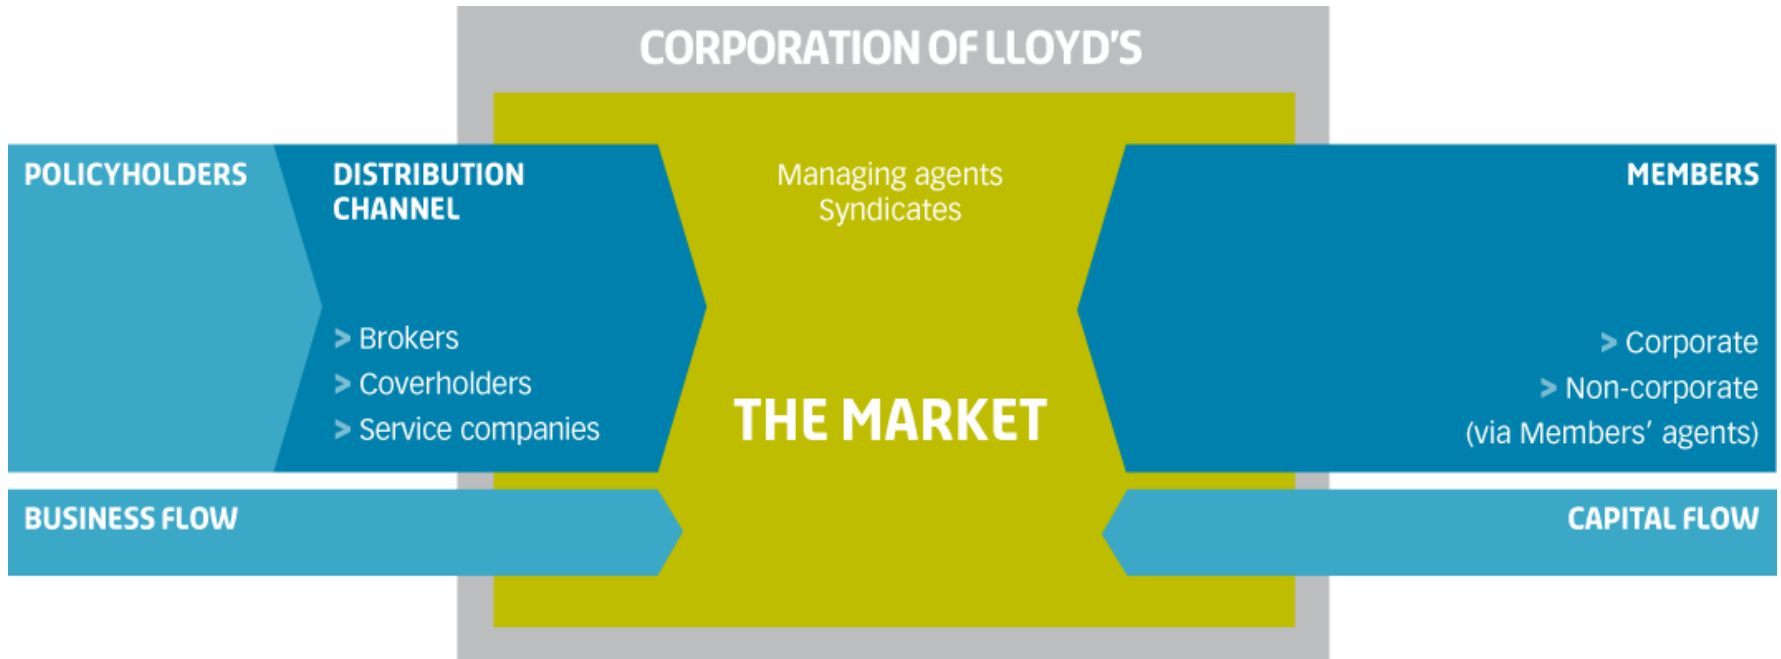 CORPORATION OF LLOYD'S
POLICYHOLDERS
DISTRIBUTION
CHANNEL
> Brokers
> Coverholders
> Service companies
Managing agents
Syndicates
THE MARKET
MEMBERS
> Corporate
> Non-corporate
(via Members' agents)
BUSINESS FLOW
CAPITAL FLOW